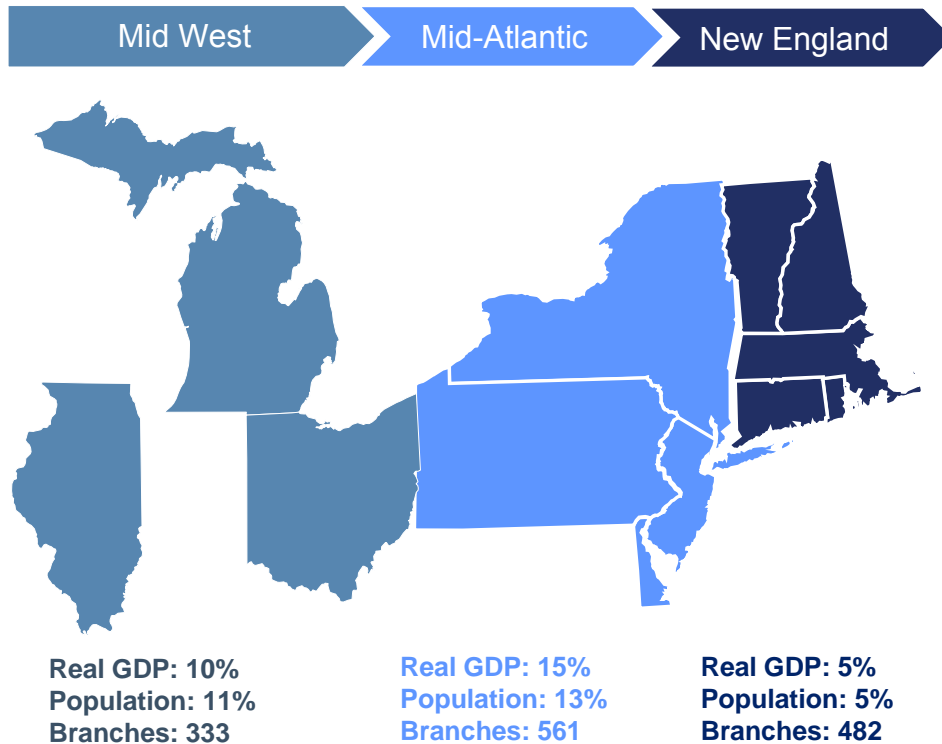 Mid West
Mid-Atlantic
New England
Real GDP: 10%
Population: 11%
Branches: 333
Real GDP: 15%
Population: 13%
Branches: 561
Real GDP: 5%
Population: 5%
Branches: 482